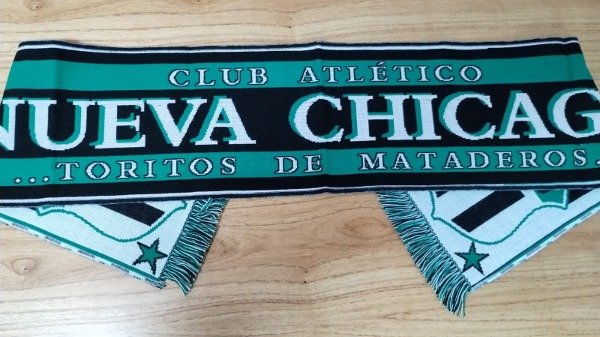 CLUB ATLÉTICO
NUEVA CHICAG
...TORITOS DE MATADEROS..